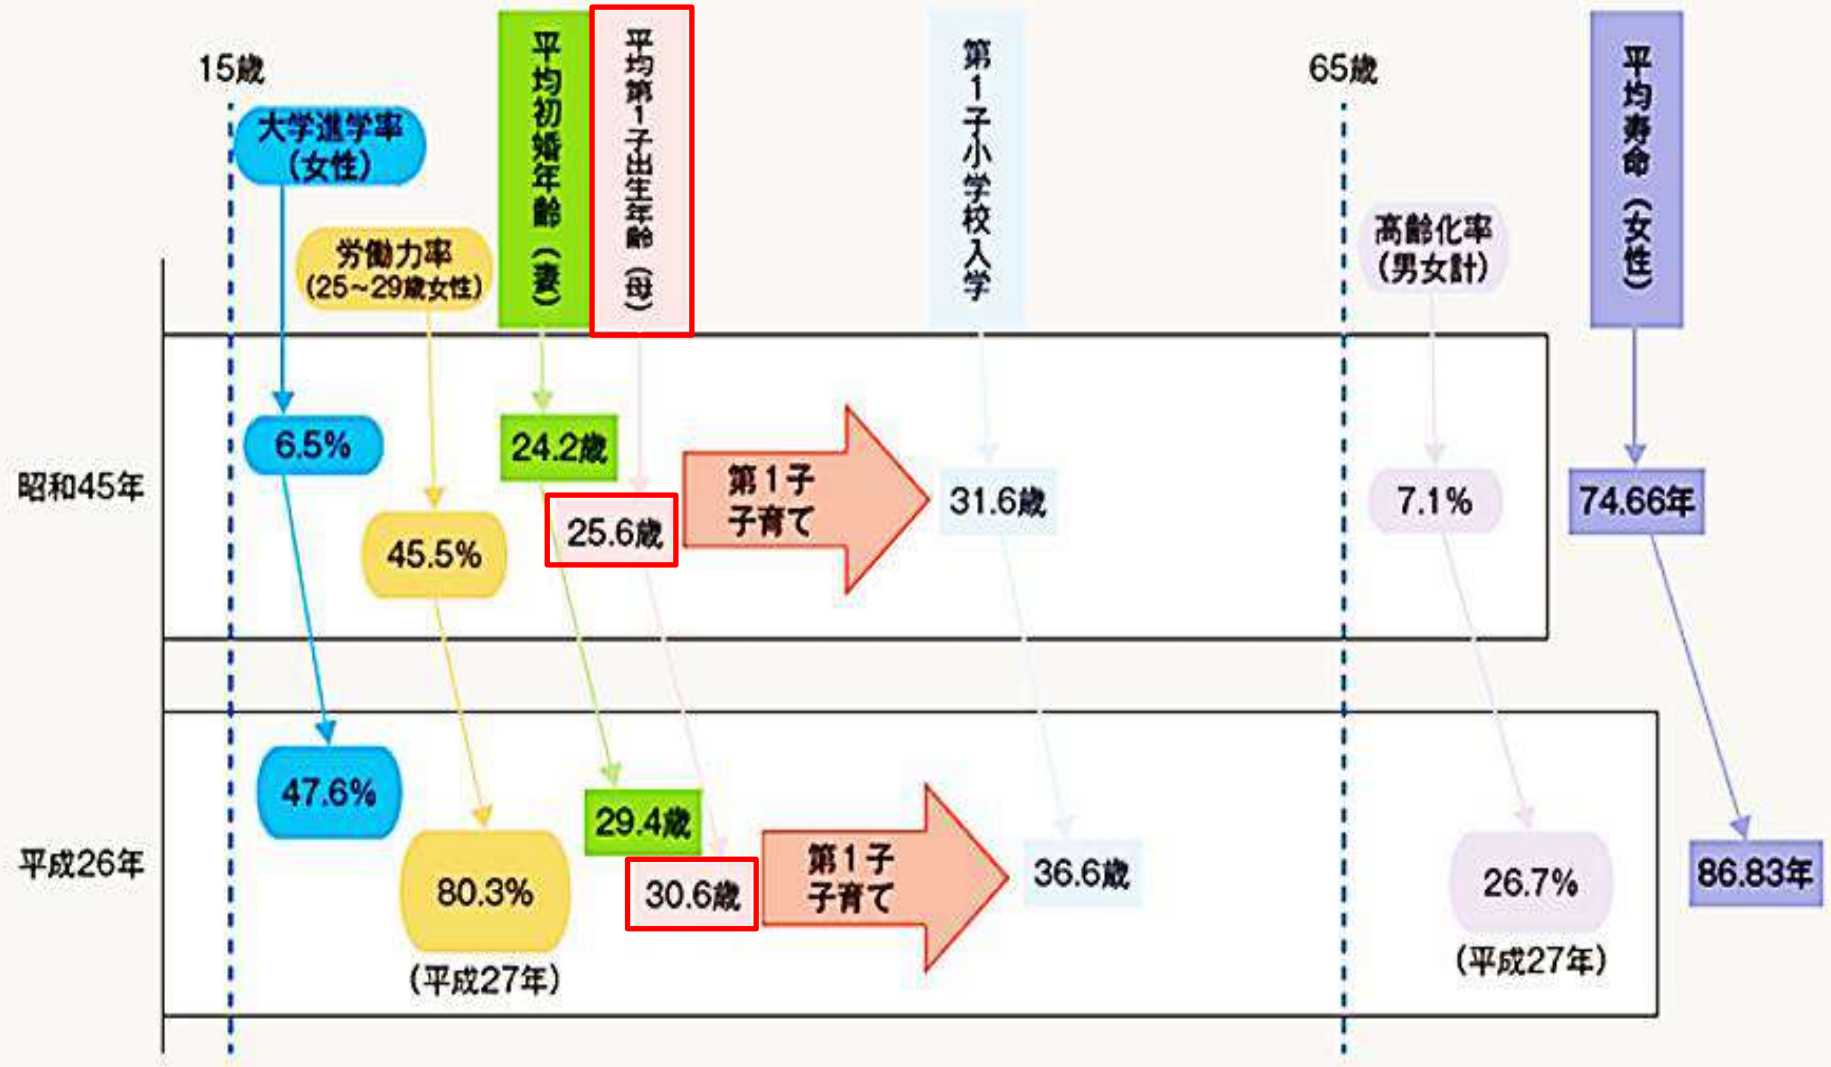 15歳
大学進学率
(女性)
労働力率
(25～29歳女性)
平均初婚年齢(妻)
平均第1子出生年齢(母)
第1子小学校入学
65歳
高齢化率
(男女計)
平均寿命(女性)
昭和45年
6.5%
45.5%
24.2歳
25.6歳
第1子
子育て
31.6歳
7.1%
74.66年
平成26年
47.6%
80.3%
(平成27年)
29.4歳
30.6歳
第1子
子育て
36.6歳
26.7%
(平成27年)
86.83年